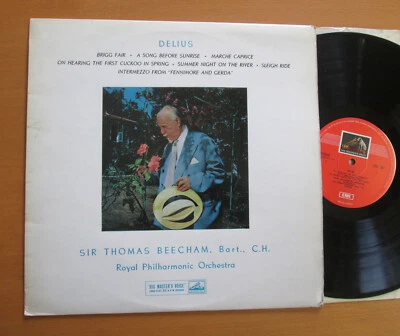 DELIUS
BRIGG FAIR • A SONG BEFORE SUNRISE • MARCHE CAPRICE
ON HEARING THE FIRST CUCKOO IN SPRING • SUMMER NIGHT ON THE RIVER • SLEIGH RIDE
INTERMEZZO FROM "FENNIMORE AND GERDA"
SIR THOMAS BEECHAM, Bart., C.H.
Royal Philharmonic Orchestra
"HIS MASTER'S VOICE"
EMI